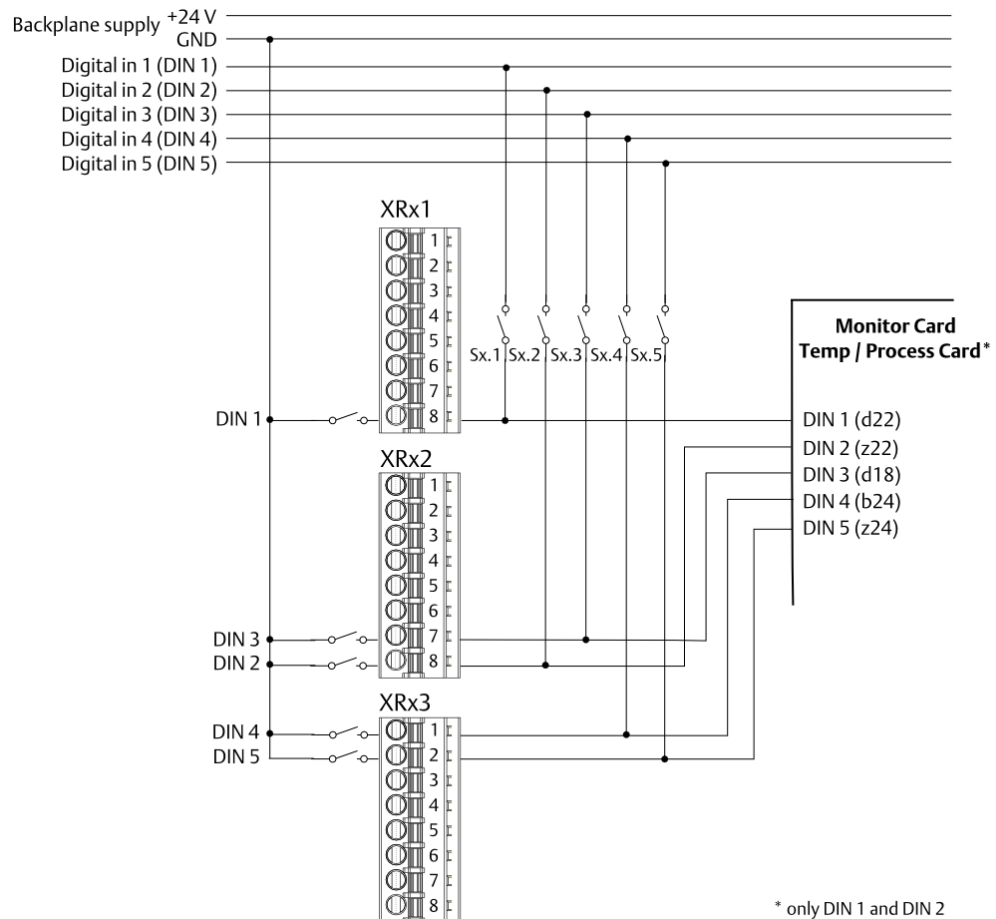 Backplane supply +24 V
GND
Digital in 1 (DIN 1)
Digital in 2 (DIN 2)
Digital in 3 (DIN 3)
Digital in 4 (DIN 4)
Digital in 5 (DIN 5)
XRx1
1
2
3
4
5
6
7
8
Sx.1 Sx.2 Sx.3 Sx.4 Sx.5
Monitor Card
Temp / Process Card*
DIN 1
DIN 1 (d22)
DIN 2 (z22)
DIN 3 (d18)
DIN 4 (b24)
DIN 5 (z24)
XRx2
1
2
3
4
5
6
7
8
DIN 3
DIN 2
XRx3
1
2
3
4
5
6
7
8
DIN 4
DIN 5
* only DIN 1 and DIN 2